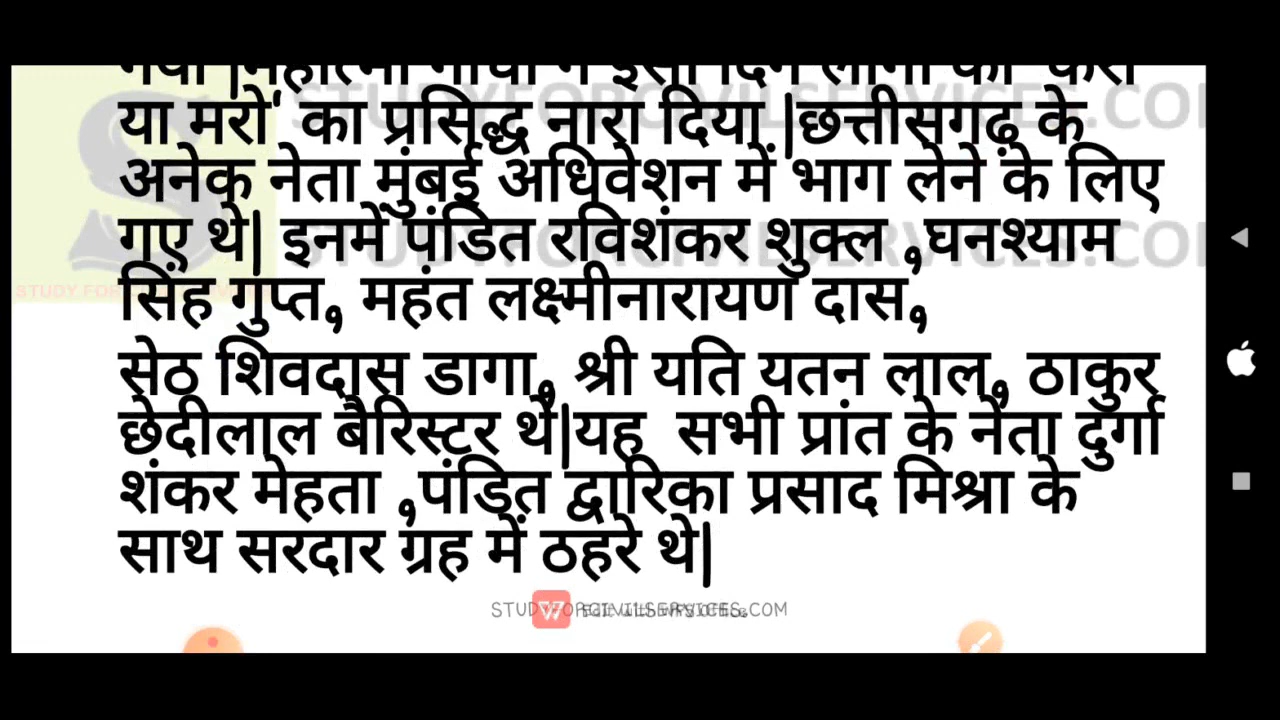 या मरो' का प्रसिद्ध नारा दिया |छत्तीसगढ़ के
अनेक नेता मुंबई अधिवेशन में भाग लेने के लिए
गए थे| इनमें पंडित रविशंकर शुक्ल ,घनश्याम
सिंह गुप्त, महंत लक्ष्मीनारायण दास,
सेठ शिवदास डागा, श्री यति यतन लाल, ठाकुर
छेदीलाल बैरिस्टर थे|यह सभी प्रांत के नेता दुर्गा
शंकर मेहता ,पंडित द्वारिका प्रसाद मिश्रा के
साथ सरदार ग्रह में ठहरे थे|
STUDYFORCIVILSERVICES.COM